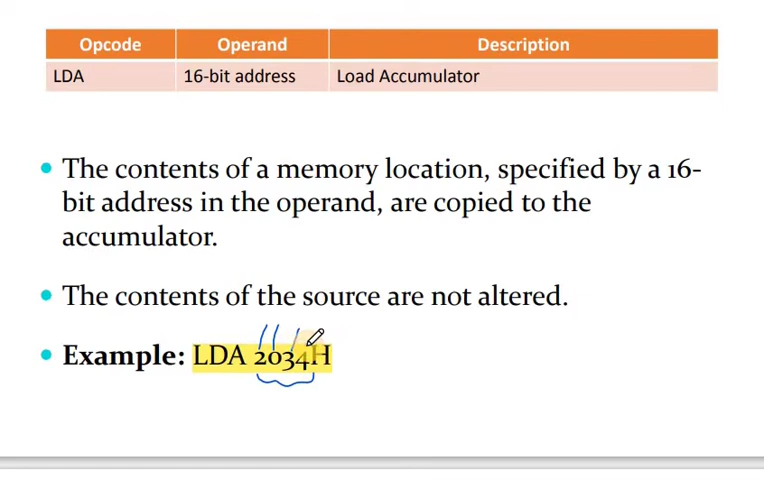 Opcode Operand Description
LDA 16-bit address Load Accumulator
The contents of a memory location, specified by a 16-
bit address in the operand, are copied to the
accumulator.
The contents of the source are not altered.
Example: LDA 2034H